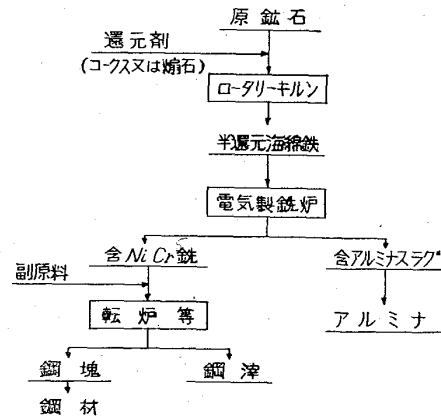 原鉱石
還元剤
(コークス又は煽石)
ロータリーキルン
半還元海綿鉄
電気製銑炉
含NiCr銑
含アルミナスラグ
副原料
転炉等
アルミナ
鋼塊
鋼滓
鋼材